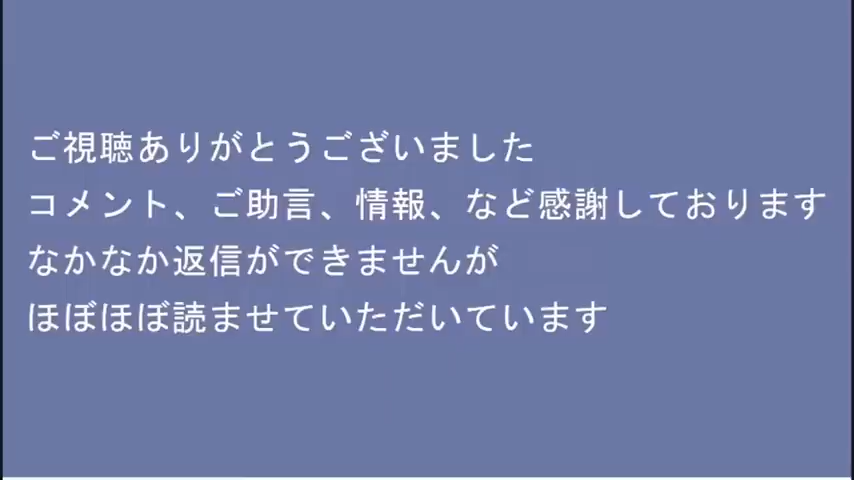 ご視聴ありがとうございました
コメント、ご助言、情報、など感謝しております
なかなか返信ができませんが
ほぼほぼ読ませていただいています